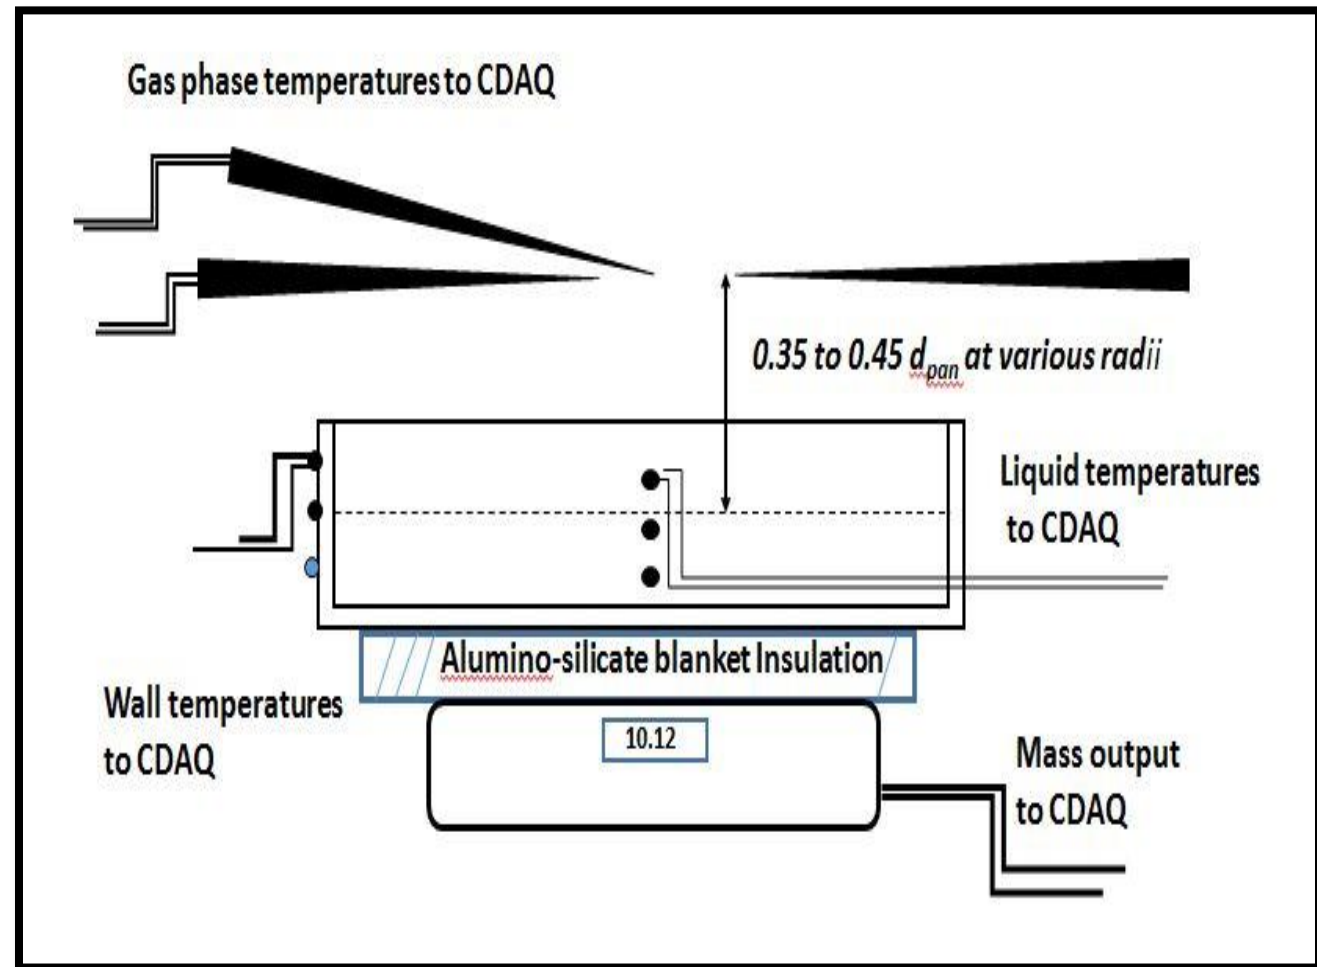 Gas phase temperatures to CDAQ
0.35 to 0.45 dpan at various radii
Liquid temperatures
to CDAQ
Alumino-silicate blanket Insulation
Wall temperatures
to CDAQ
10.12
Mass output
to CDAQ